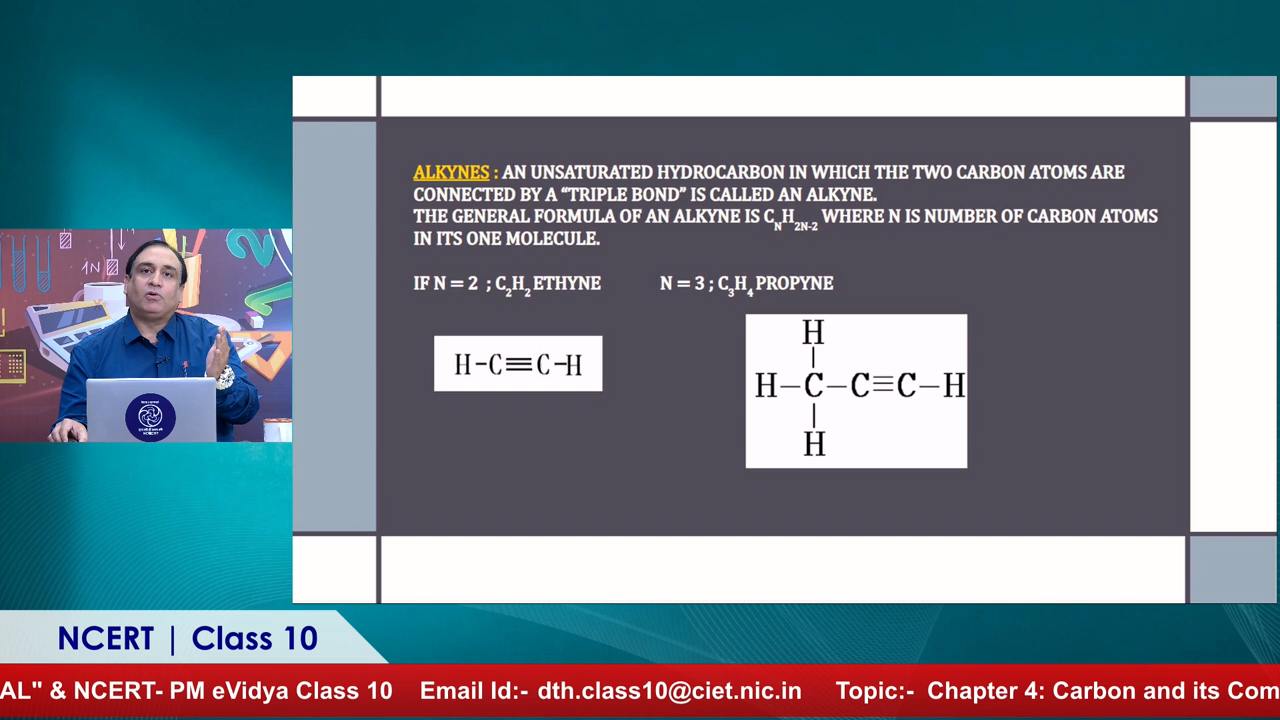 ALKYNES : AN UNSATURATED HYDROCARBON IN WHICH THE TWO CARBON ATOMS ARE
CONNECTED BY A “TRIPLE BOND” IS CALLED AN ALKYNE.
THE GENERAL FORMULA OF AN ALKYNE IS CₙH₂ₙ₋₂ WHERE N IS NUMBER OF CARBON ATOMS
IN ITS ONE MOLECULE.
IF N = 2 ; C₂H₂ ETHYNE N = 3 ; C₃H₄ PROPYNE
H-C≡C-H
H
H-C-C≡C-H
H
1N
NCERT
NCERT | Class 10
AL" & NCERT- PM eVidya Class 10 Email Id:- dth.class10@ciet.nic.in Topic:- Chapter 4: Carbon and its Com